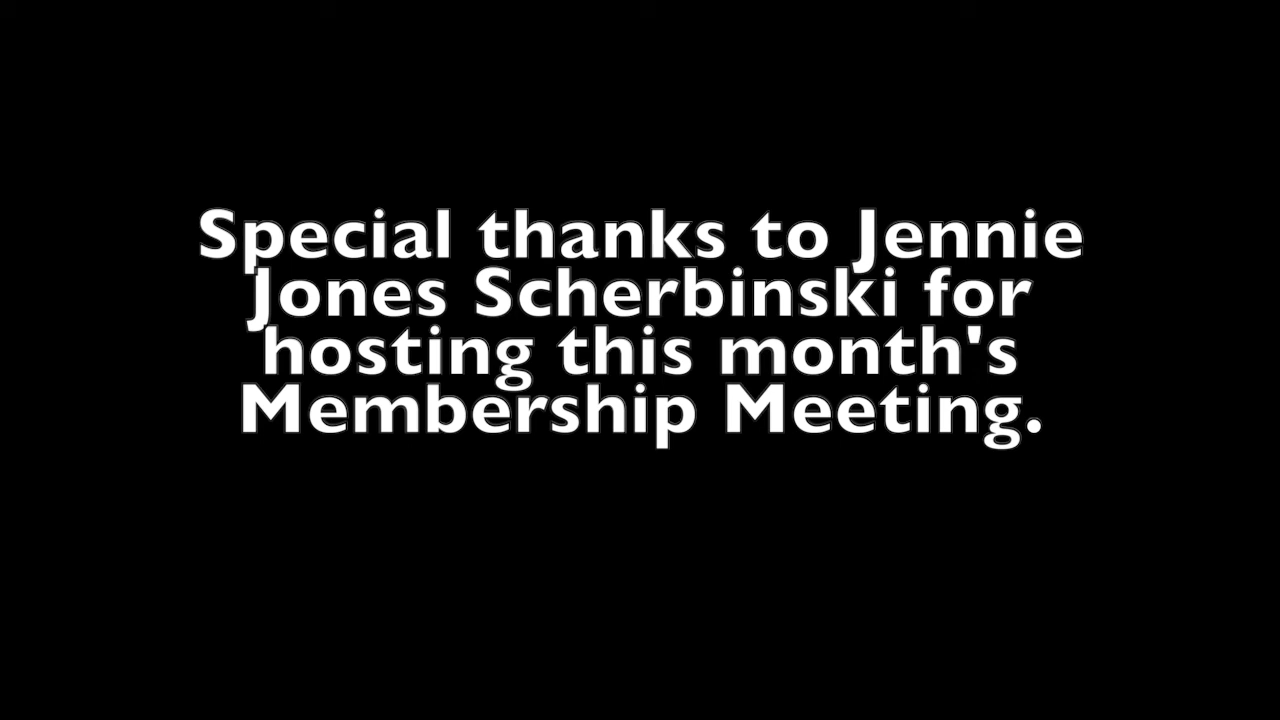 Special thanks to Jennie
Jones Scherbinski for
hosting this month's
Membership Meeting.